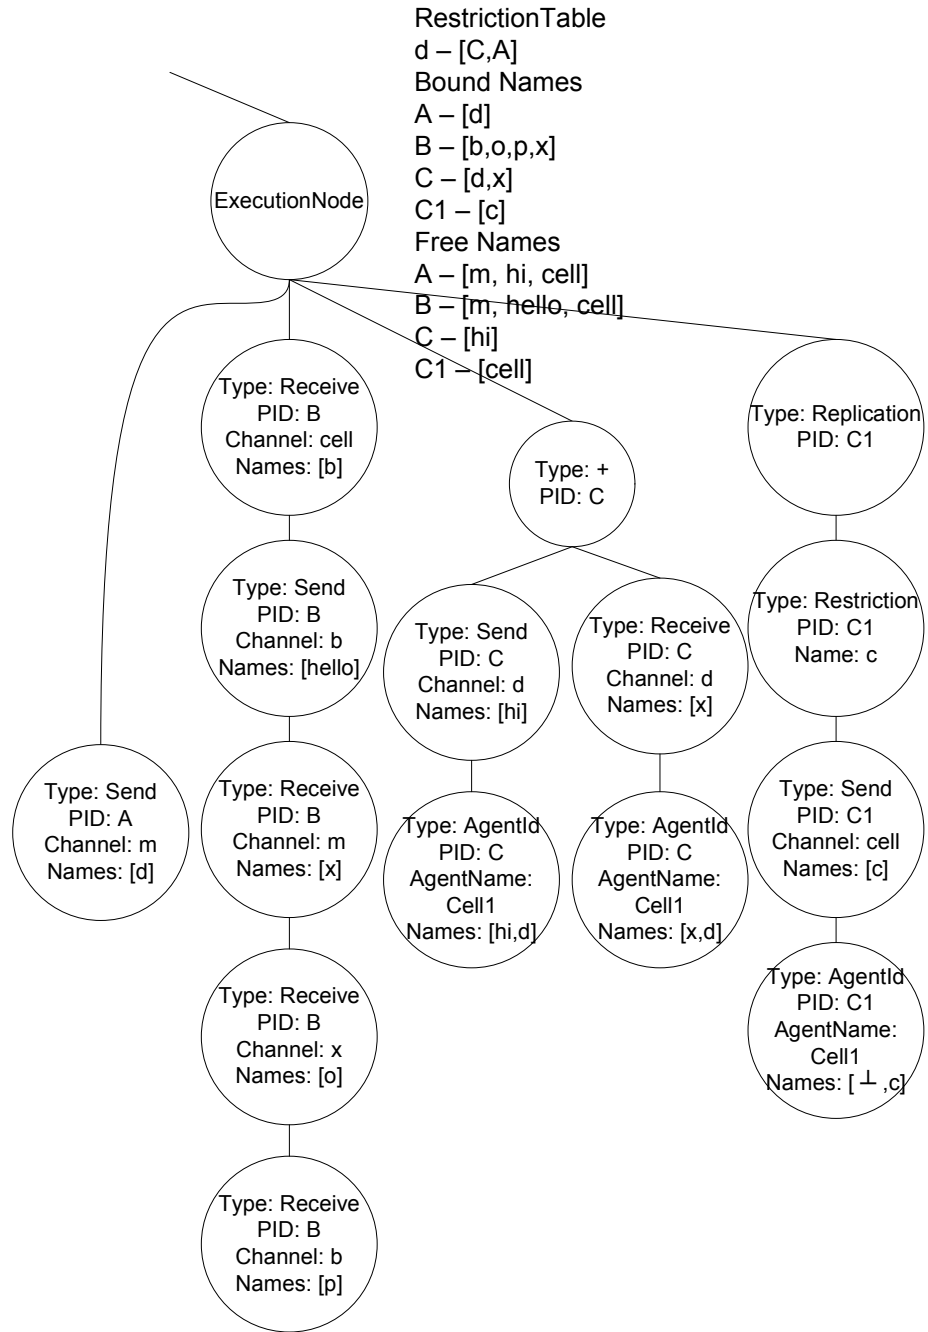 RestrictionTable
d – [C,A]
Bound Names
A – [d]
B – [b,o,p,x]
C – [d,x]
C1 – [c]
Free Names
A – [m, hi, cell]
B – [m, hello, cell]
C – [hi]
C1 – [cell]
ExecutionNode
Type: Send
PID: A
Channel: m
Names: [d]
Type: Receive
PID: B
Channel: cell
Names: [b]
Type: Send
PID: B
Channel: b
Names: [hello]
Type: Receive
PID: B
Channel: m
Names: [x]
Type: Receive
PID: B
Channel: x
Names: [o]
Type: Receive
PID: B
Channel: b
Names: [p]
Type: +
PID: C
Type: Send
PID: C
Channel: d
Names: [hi]
Type: AgentId
PID: C
AgentName:
Cell1
Names: [hi,d]
Type: Receive
PID: C
Channel: d
Names: [x]
Type: AgentId
PID: C
AgentName:
Cell1
Names: [x,d]
Type: Replication
PID: C1
Type: Restriction
PID: C1
Name: c
Type: Send
PID: C1
Channel: cell
Names: [c]
Type: AgentId
PID: C1
AgentName:
Cell1
Names: [ ⊥ ,c]